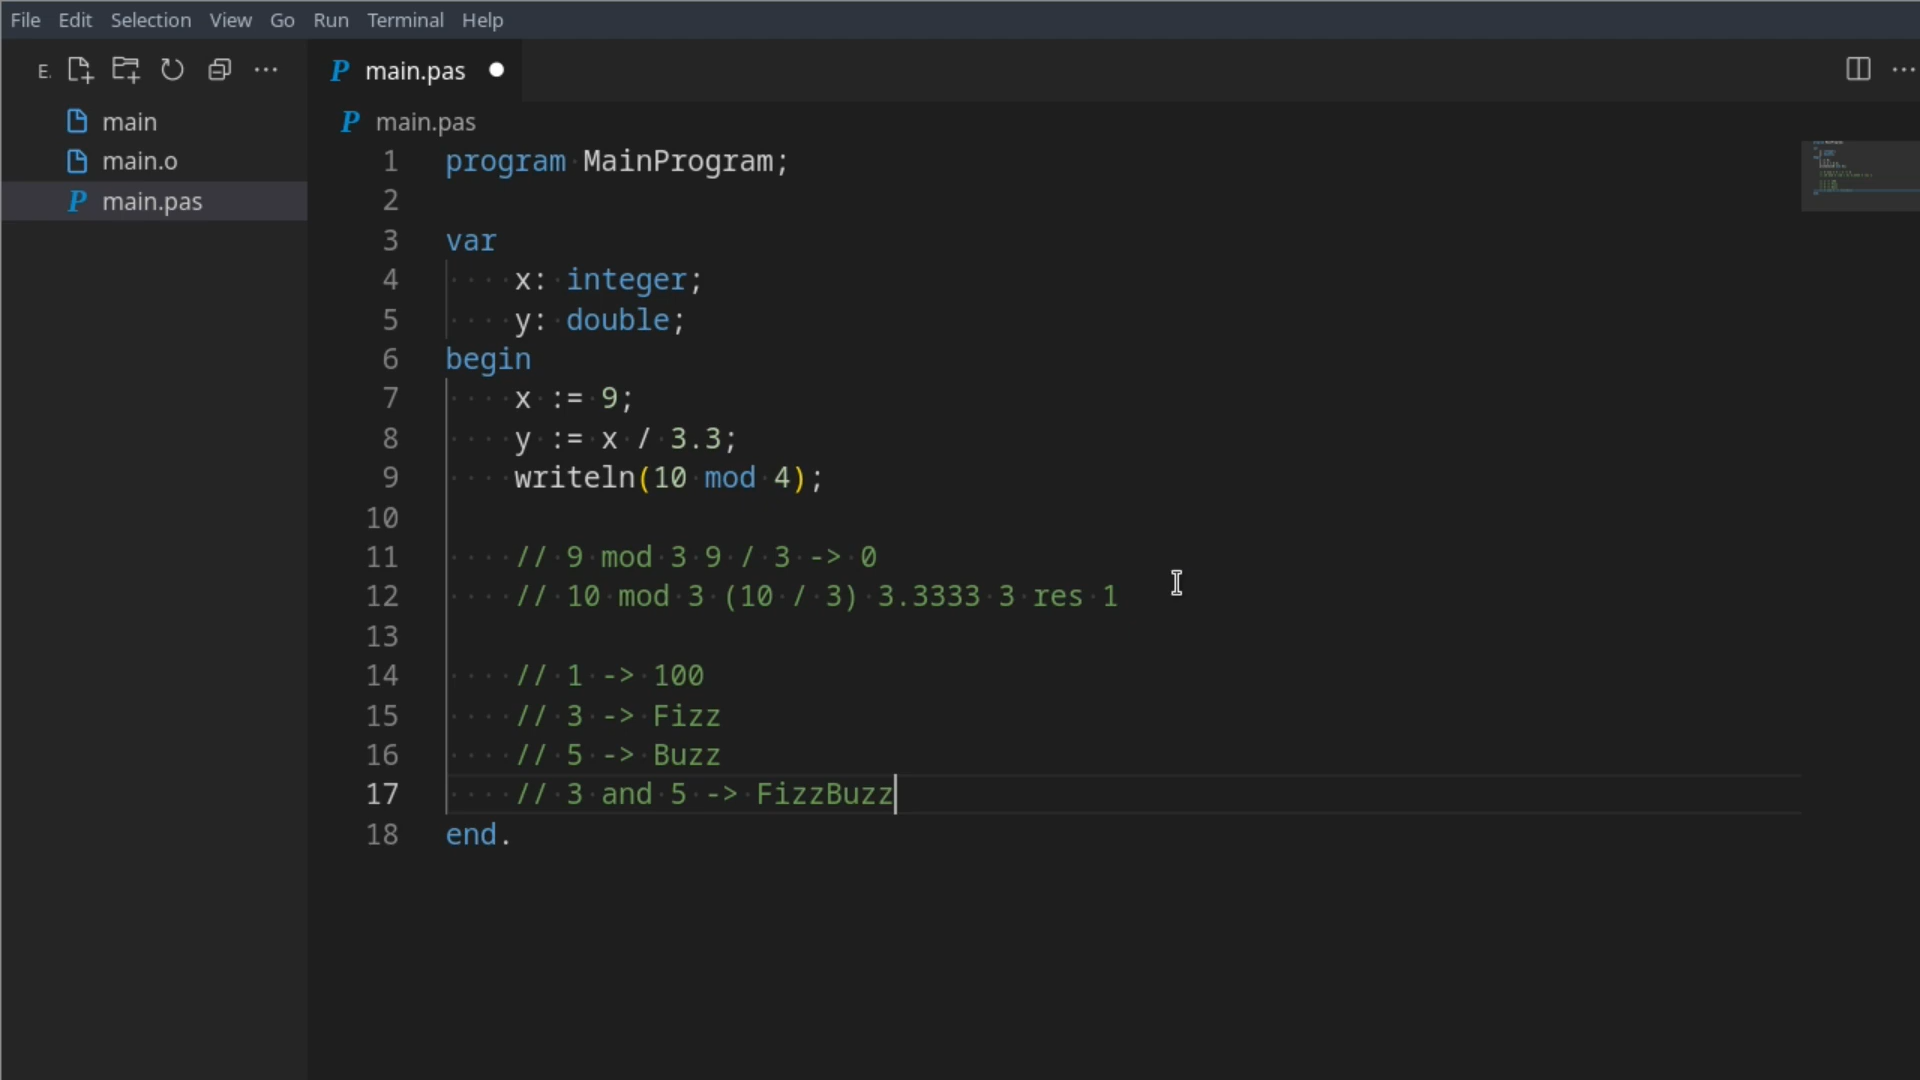 File Edit Selection View Go Run Terminal Help
E. main.pas
main
main.o
main.pas
main.pas
1 program MainProgram;
2
3 var
4 x: integer;
5 y: double;
6 begin
7 x := 9;
8 y := x / 3.3;
9 writeln(10 mod 4);
10
11 // 9 mod 3 9 / 3 -> 0
12 // 10 mod 3 (10 / 3) 3.3333 3 res 1
13
14 // 1 -> 100
15 // 3 -> Fizz
16 // 5 -> Buzz
17 // 3 and 5 -> FizzBuzz
18 end.